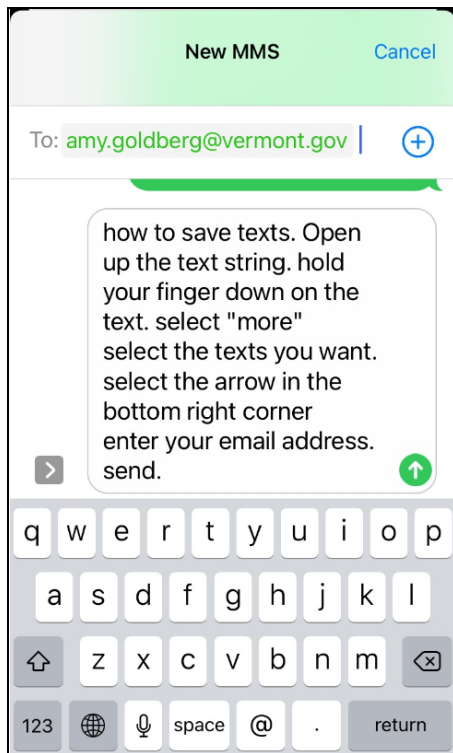 New MMS
Cancel
To: amy.goldberg@vermont.gov
how to save texts. Open
up the text string. hold
your finger down on the
text. select "more"
select the texts you want.
select the arrow in the
bottom right corner
enter your email address.
send.
q w e r t y u i o p
a s d f g h j k l
z x c v b n m
123 space @ . return